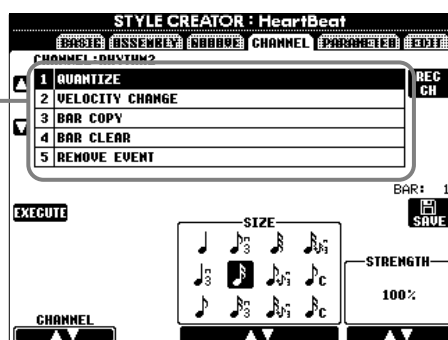 STYLE CREATOR : HeartBeat
BASIC ASSEMBLY GROOVE CHANNEL PARAMETER EDIT
CHANNEL :RHYTHM2
1 QUANTIZE
2 VELOCITY CHANGE
3 BAR COPY
4 BAR CLEAR
5 REMOVE EVENT
REC
CH
BAR: 1
EXECUTE
SAVE
SIZE
STRENGTH
100%
CHANNEL